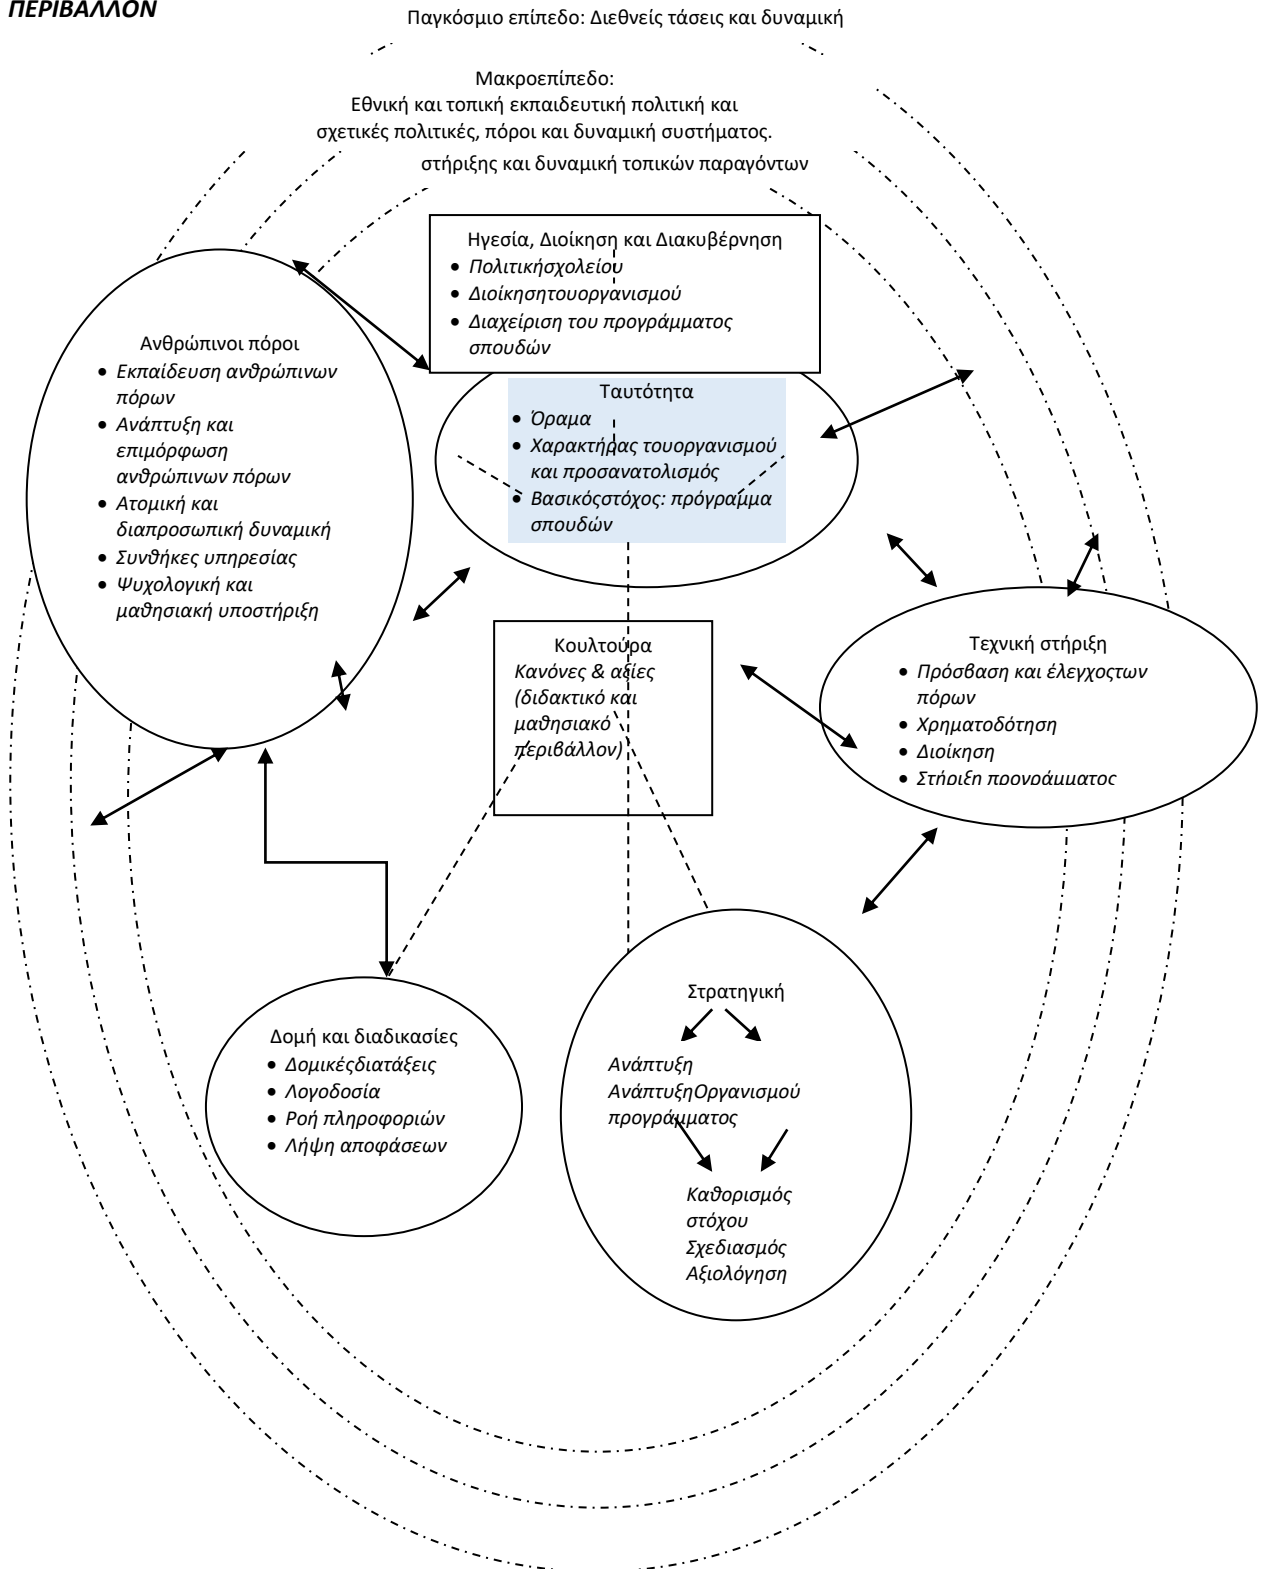 ΠΕΡΙΒΑΛΛΟΝ
Παγκόσμιο επίπεδο: Διεθνείς τάσεις και δυναμική
Μακροεπίπεδο:
Εθνική και τοπική εκπαιδευτική πολιτική και
σχετικές πολιτικές, πόροι και δυναμική συστήματος.
στήριξης και δυναμική τοπικών παραγόντων
Ηγεσία, Διοίκηση και Διακυβέρνηση
• Πολιτικήσχολείου
• Διοίκησητουοργανισμού
• Διαχείριση του προγράμματος
σπουδών
Ανθρώπινοι πόροι
• Εκπαίδευση ανθρώπινων
πόρων
• Ανάπτυξη και
επιμόρφωση
ανθρώπινων πόρων
• Ατομική και
διαπροσωπική δυναμική
• Συνθήκες υπηρεσίας
• Ψυχολογική και
μαθησιακή υποστήριξη
Ταυτότητα
• Όραμα
• Χαρακτήρας τουοργανισμού
και προσανατολισμός
• Βασικόςστόχος: πρόγραμμα
σπουδών
Κουλτούρα
Κανόνες & αξίες
(διδακτικό και
μαθησιακό
περιβάλλον)
Τεχνική στήριξη
• Πρόσβαση και έλεγχοςτων
πόρων
• Χρηματοδότηση
• Διοίκηση
• Στήριξη προγράμματος
Δομή και διαδικασίες
• Δομικέςδιατάξεις
• Λογοδοσία
• Ροή πληροφοριών
• Λήψη αποφάσεων
Στρατηγική
Ανάπτυξη
ΑνάπτυξηΟργανισμού
προγράμματος
Καθορισμός
στόχου
Σχεδιασμός
Αξιολόγηση